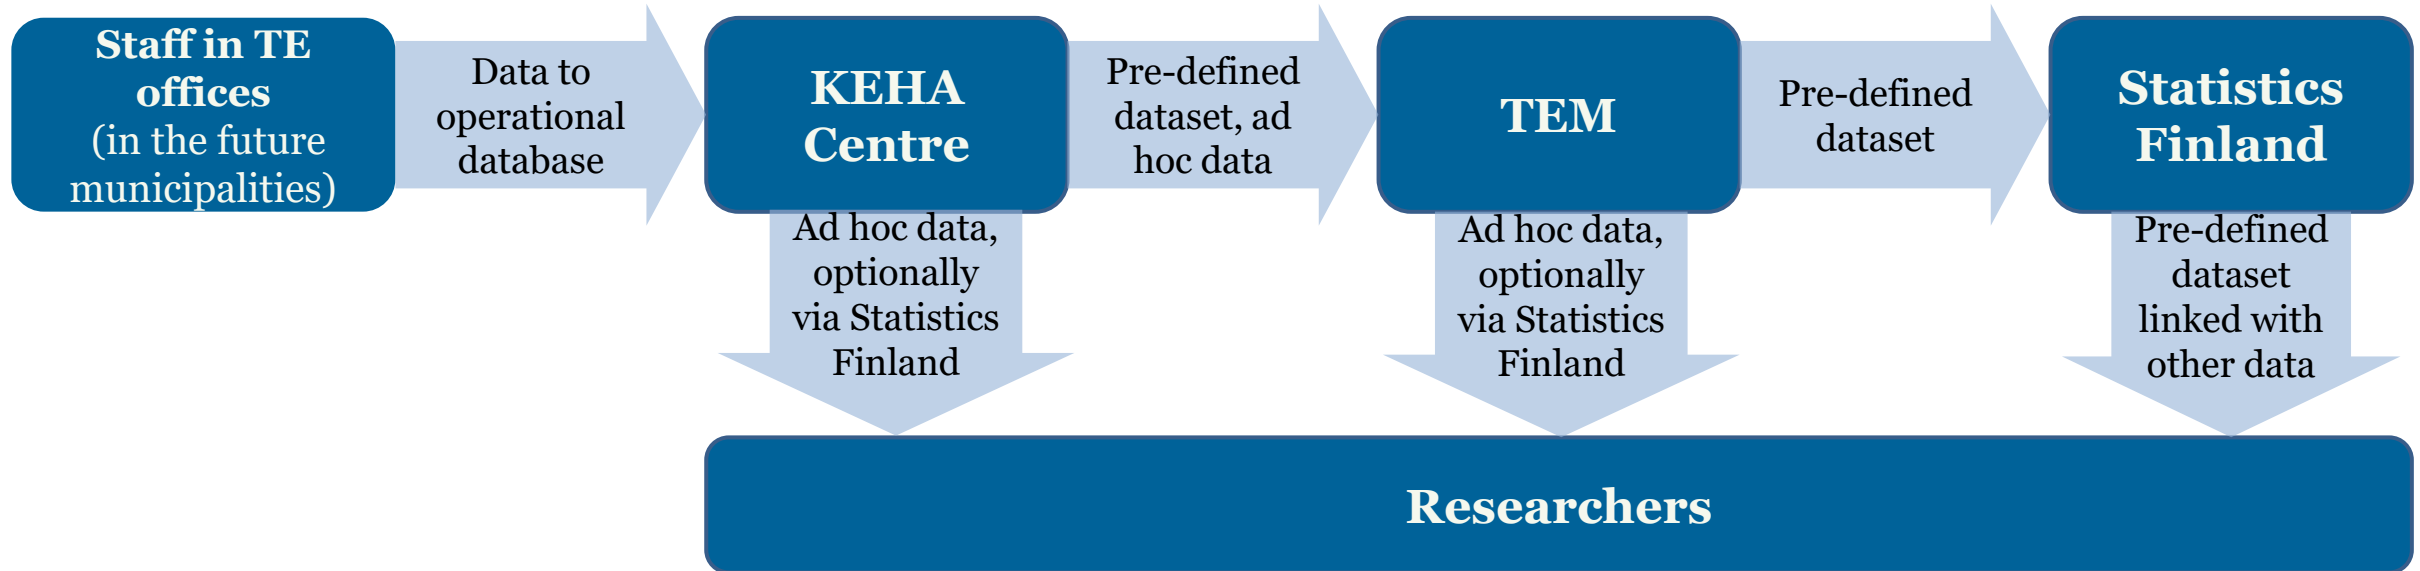 Staff in TE
offices
(in the future
municipalities)
Data to
operational
database
KEHA
Centre
Pre-defined
dataset, ad
hoc data
TEM
Pre-defined
dataset
Statistics
Finland
Ad hoc data,
optionally
via Statistics
Finland
Ad hoc data,
optionally
via Statistics
Finland
Pre-defined
dataset
linked with
other data
Researchers